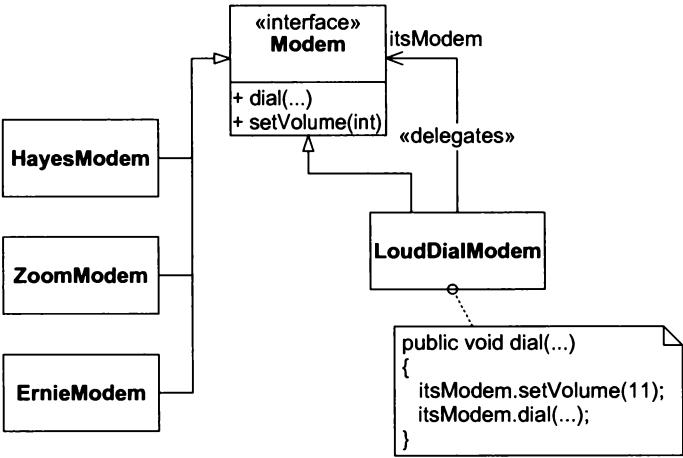 «interface»
Modem
itsModem
+ dial(...)
+ setVolume(int)
«delegates»
HayesModem
ZoomModem
ErnieModem
LoudDialModem
public void dial(...)
{
itsModem.setVolume(11);
itsModem.dial(...);
}